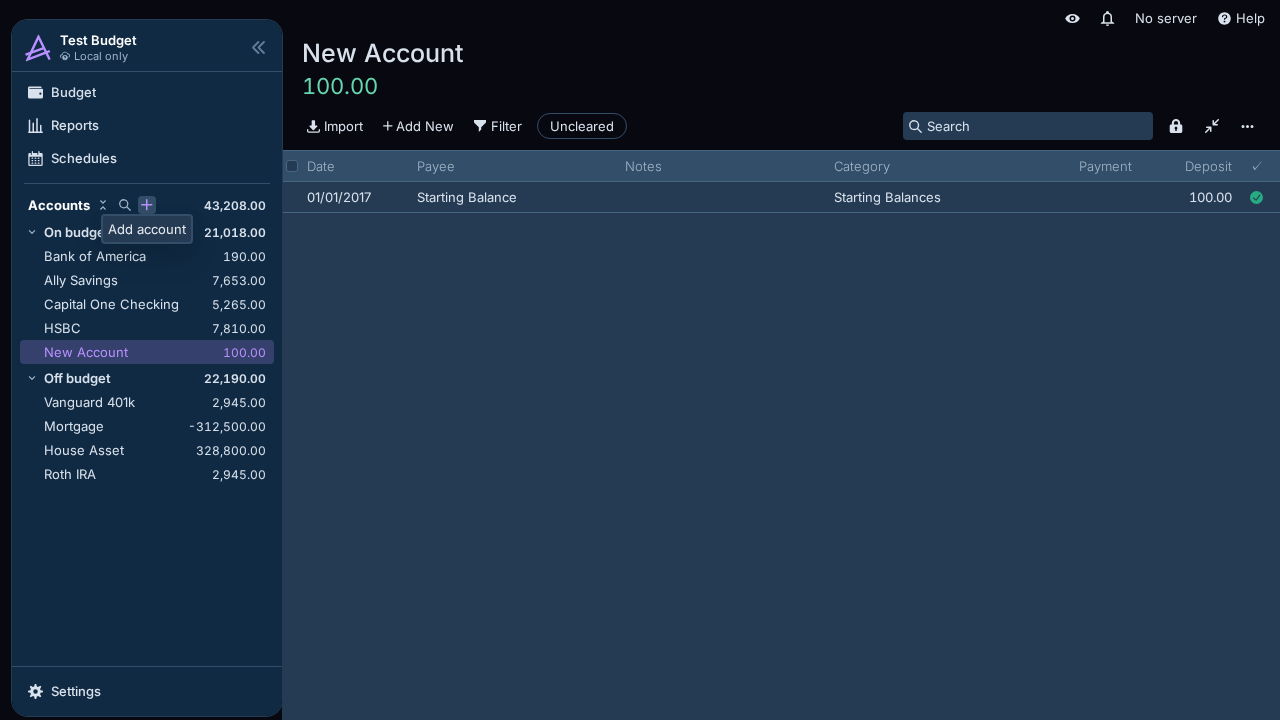 No server
Help
Test Budget
Local only
Budget
Reports
Schedules
Accounts 43,208.00
Add account
On budge 21,018.00
Bank of America 190.00
Ally Savings 7,653.00
Capital One Checking 5,265.00
HSBC 7,810.00
New Account 100.00
Off budget 22,190.00
Vanguard 401k 2,945.00
Mortgage -312,500.00
House Asset 328,800.00
Roth IRA 2,945.00
Settings
New Account
100.00
Import Add New Filter Uncleared Search
Date Payee Notes Category Payment Deposit ✓
01/01/2017 Starting Balance Starting Balances 100.00